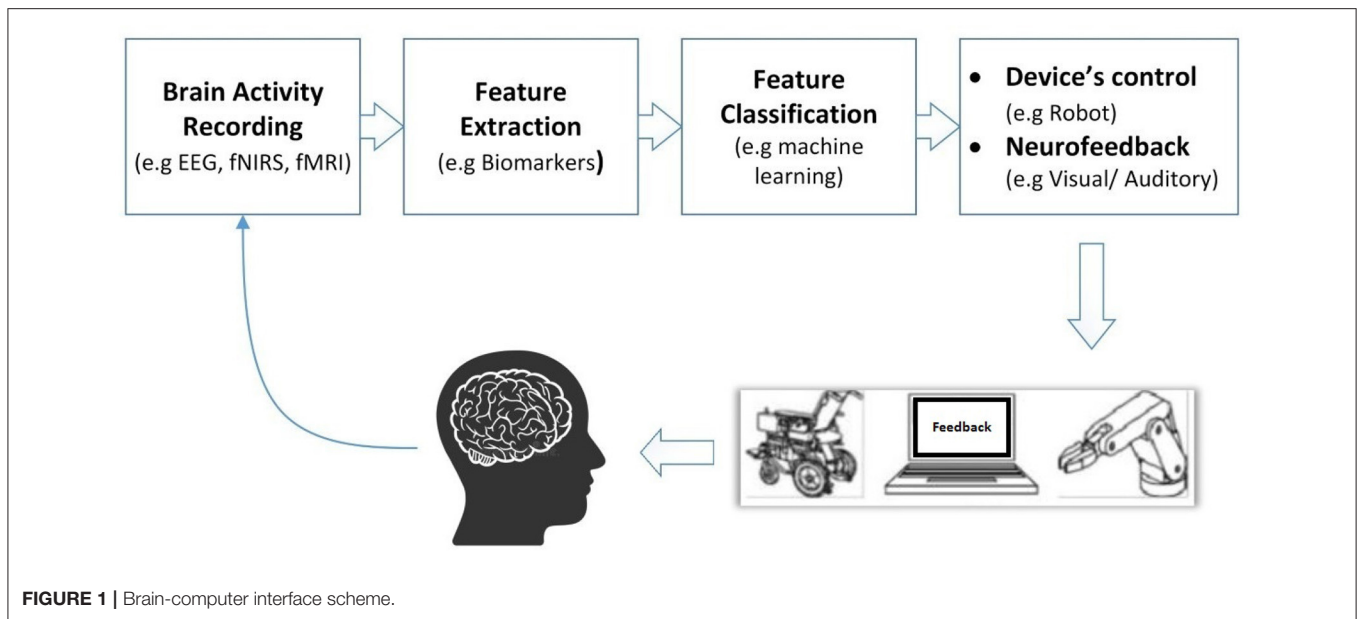 Brain Activity
Recording
(e.g EEG, fNIRS, fMRI)
Feature
Extraction
(e.g Biomarkers)
Feature
Classification
(e.g machine
learning)
• Device's control
(e.g Robot)
• Neurofeedback
(e.g Visual/ Auditory)
Feedback
FIGURE 1 | Brain-computer interface scheme.